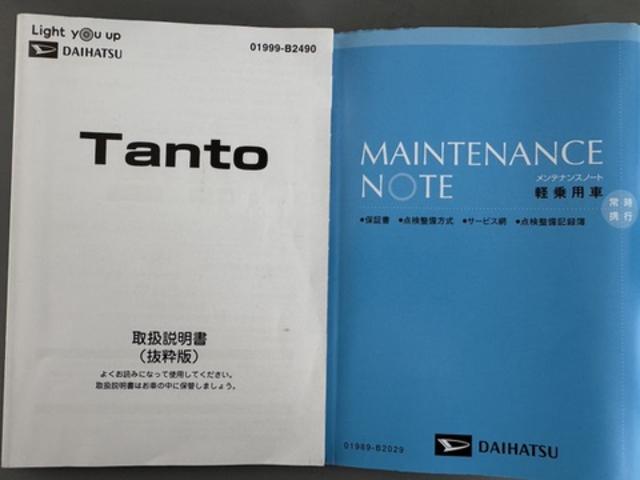 Light you up
DAIHATSU
01999-B2490
Tanto
取扱説明書
(抜粋版)
よくお読みになって使用してください。
取扱説明書はお車の中に保管しましょう。
MAINTENANCE
NOTE
メンテナンスノート
軽乗用車
常時
携行
●保証書 ●点検整備方式 ●サービス網 ●点検整備記録簿
01989-B2029
DAIHATSU